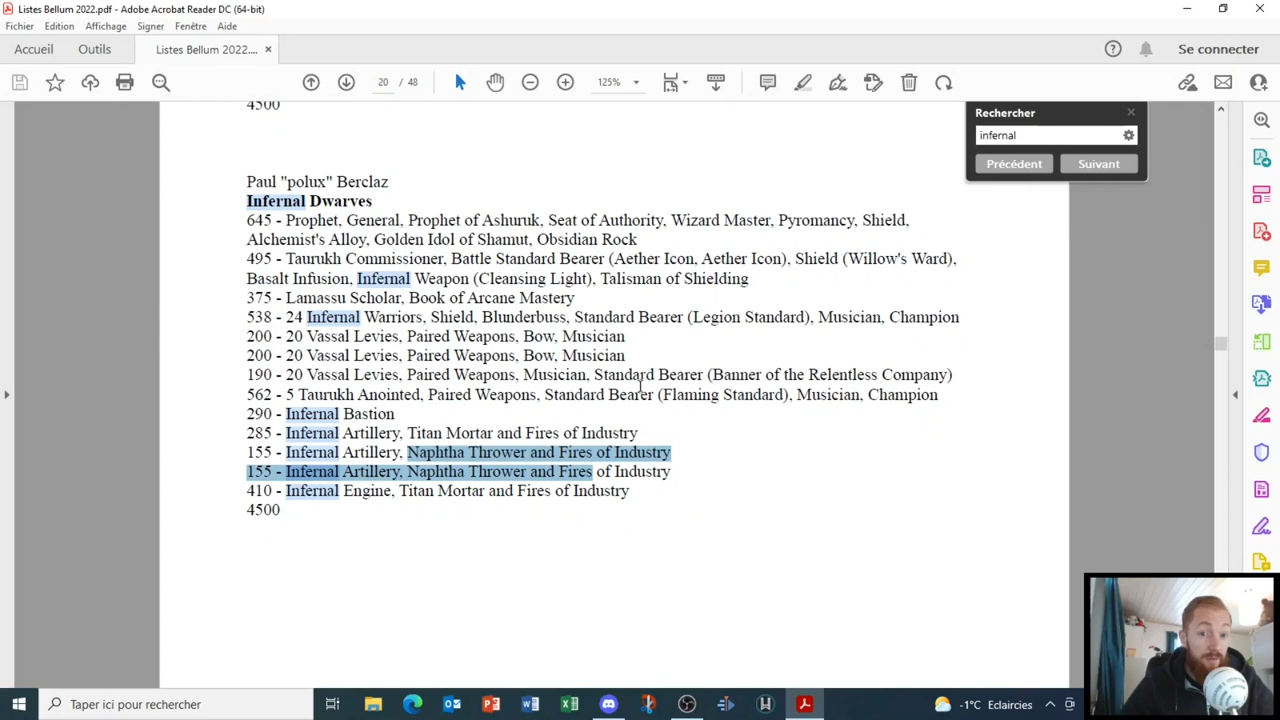 Listes Bellum 2022.pdf - Adobe Acrobat Reader DC (64-bit)
Fichier Edition Affichage Signer Fenêtre Aide
Accueil Outils Listes Bellum 2022.... Se connecter
20 / 48 125%
4500
Rechercher
infernal
Précédent Suivant
Paul "polux" Berclaz
Infernal Dwarves
645 - Prophet, General, Prophet of Ashuruk, Seat of Authority, Wizard Master, Pyromancy, Shield,
Alchemist's Alloy, Golden Idol of Shamut, Obsidian Rock
495 - Taurukh Commissioner, Battle Standard Bearer (Aether Icon, Aether Icon), Shield (Willow's Ward),
Basalt Infusion, Infernal Weapon (Cleansing Light), Talisman of Shielding
375 - Lamassu Scholar, Book of Arcane Mastery
538 - 24 Infernal Warriors, Shield, Blunderbuss, Standard Bearer (Legion Standard), Musician, Champion
200 - 20 Vassal Levies, Paired Weapons, Bow, Musician
200 - 20 Vassal Levies, Paired Weapons, Bow, Musician
190 - 20 Vassal Levies, Paired Weapons, Musician, Standard Bearer (Banner of the Relentless Company)
562 - 5 Taurukh Anointed, Paired Weapons, Standard Bearer (Flaming Standard), Musician, Champion
290 - Infernal Bastion
285 - Infernal Artillery, Titan Mortar and Fires of Industry
155 - Infernal Artillery, Naphtha Thrower and Fires of Industry
155 - Infernal Artillery, Naphtha Thrower and Fires of Industry
410 - Infernal Engine, Titan Mortar and Fires of Industry
4500
Taper ici pour rechercher
-1°C Eclaircies